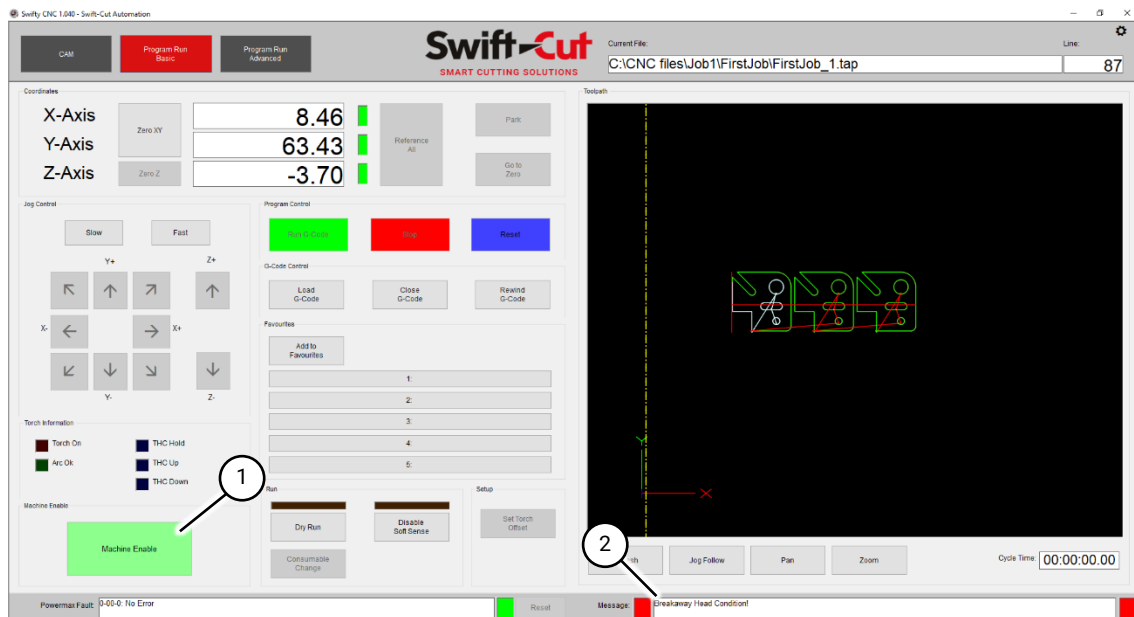 Swifty CNC 1.040 - Swift-Cut Automation
CAM
Program Run
Basic
Program Run
Advanced
Swift-Cut
SMART CUTTING SOLUTIONS
Current File:
C:\CNC files\Job1\FirstJob\FirstJob_1.tap
Line:
87
Coordinates
X-Axis
Y-Axis
Z-Axis
Zero XY
Zero Z
8.46
63.43
-3.70
Reference
All
Park
Go to
Zero
Toolpath
Jog Control
Slow
Fast
Y+
Z+
X-
X+
Y-
Z-
Program Control
Run G-Code
Stop
Reset
G-Code Control
Load
G-Code
Close
G-Code
Rewind
G-Code
Favourites
Add to
Favourites
1:
2:
3:
4:
5:
Torch Information
Torch On
Arc Ok
THC Hold
THC Up
THC Down
1
Machine Enable
Machine Enable
Run
Dry Run
Disable
Soft Sense
Consumable
Change
Setup
Set Torch
Offset
Y
X
2
Jog Follow
Pan
Zoom
Cycle Time:
00:00:00.00
Powermax Fault:
0-00-0: No Error
Reset
Message:
Breakaway Head Condition!